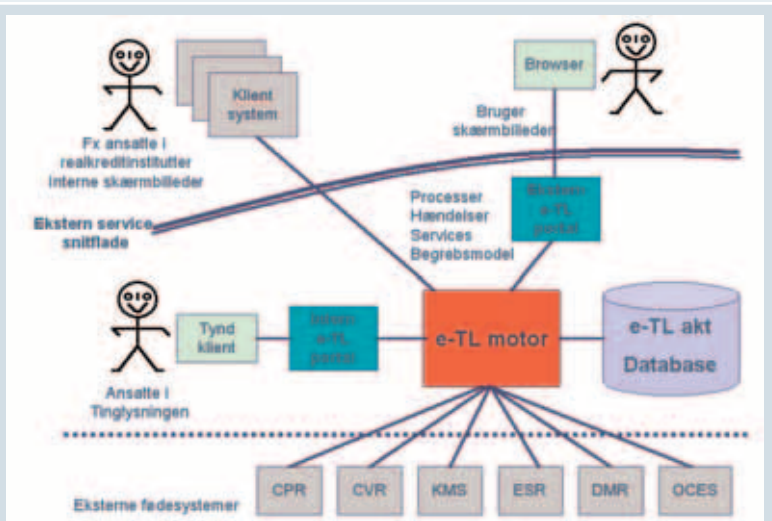 Klient
system
Browser
Fx ansatte i
realkreditinstitutter
Interne skærmbilleder
Bruger
skærmbilleder
Ekstern service
snitflade
Processer
Hændelser
Services
Begrebsmodel
Ekstern
e-TL
portal
Tynd
klient
Intern
e-TL
portal
e-TL motor
e-TL akt
Database
Ansatte i
Tinglysningen
Eksterne fødesystemer
CPR
CVR
KMS
ESR
DMR
OCES